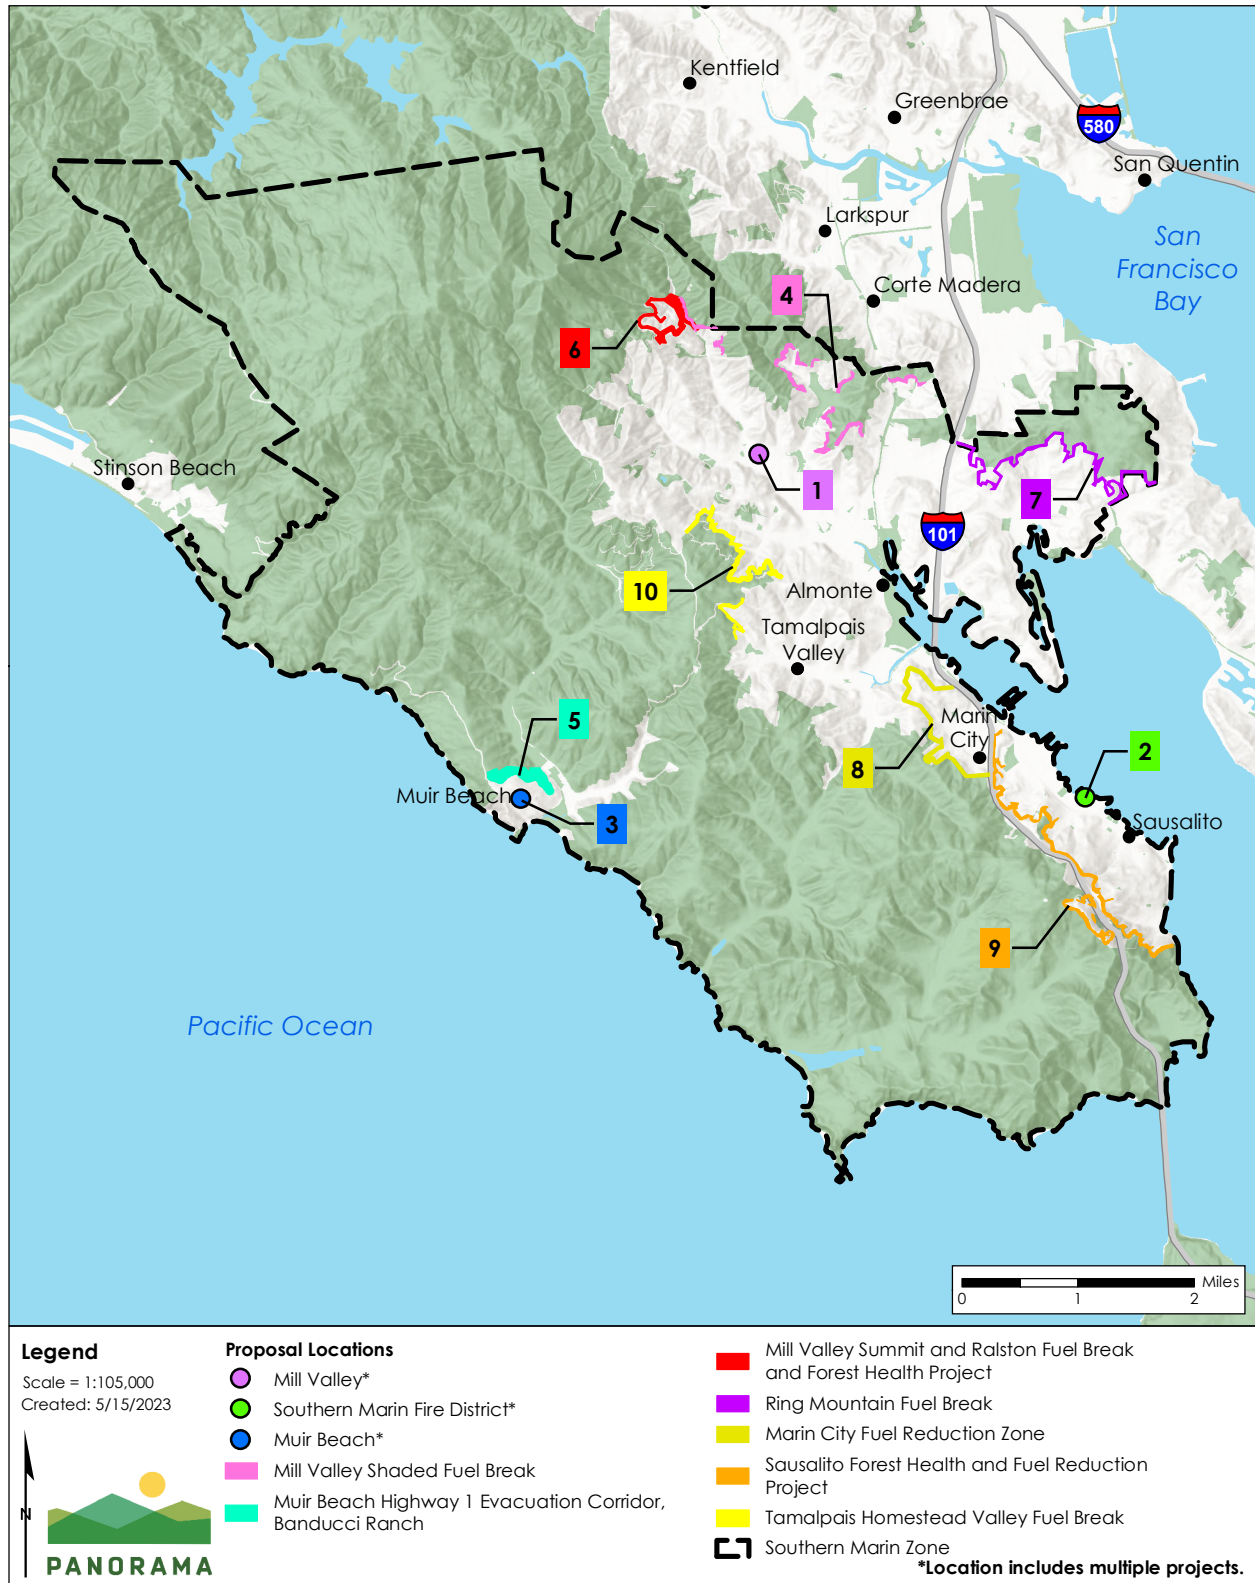 Kentfield
Greenbrae
580
San Quentin
Larkspur
San
Francisco
Bay
4
Corte Madera
6
Stinson Beach
1
7
101
10
Almonte
Tamalpais
Valley
5
Marin
City
2
8
Muir Beach
3
Sausalito
9
Pacific Ocean
Miles
0 1 2
Legend
Scale = 1:105,000
Created: 5/15/2023
N
PANORAMA
Proposal Locations
Mill Valley*
Southern Marin Fire District*
Muir Beach*
Mill Valley Shaded Fuel Break
Muir Beach Highway 1 Evacuation Corridor,
Banducci Ranch
Mill Valley Summit and Ralston Fuel Break
and Forest Health Project
Ring Mountain Fuel Break
Marin City Fuel Reduction Zone
Sausalito Forest Health and Fuel Reduction
Project
Tamalpais Homestead Valley Fuel Break
Southern Marin Zone
*Location includes multiple projects.